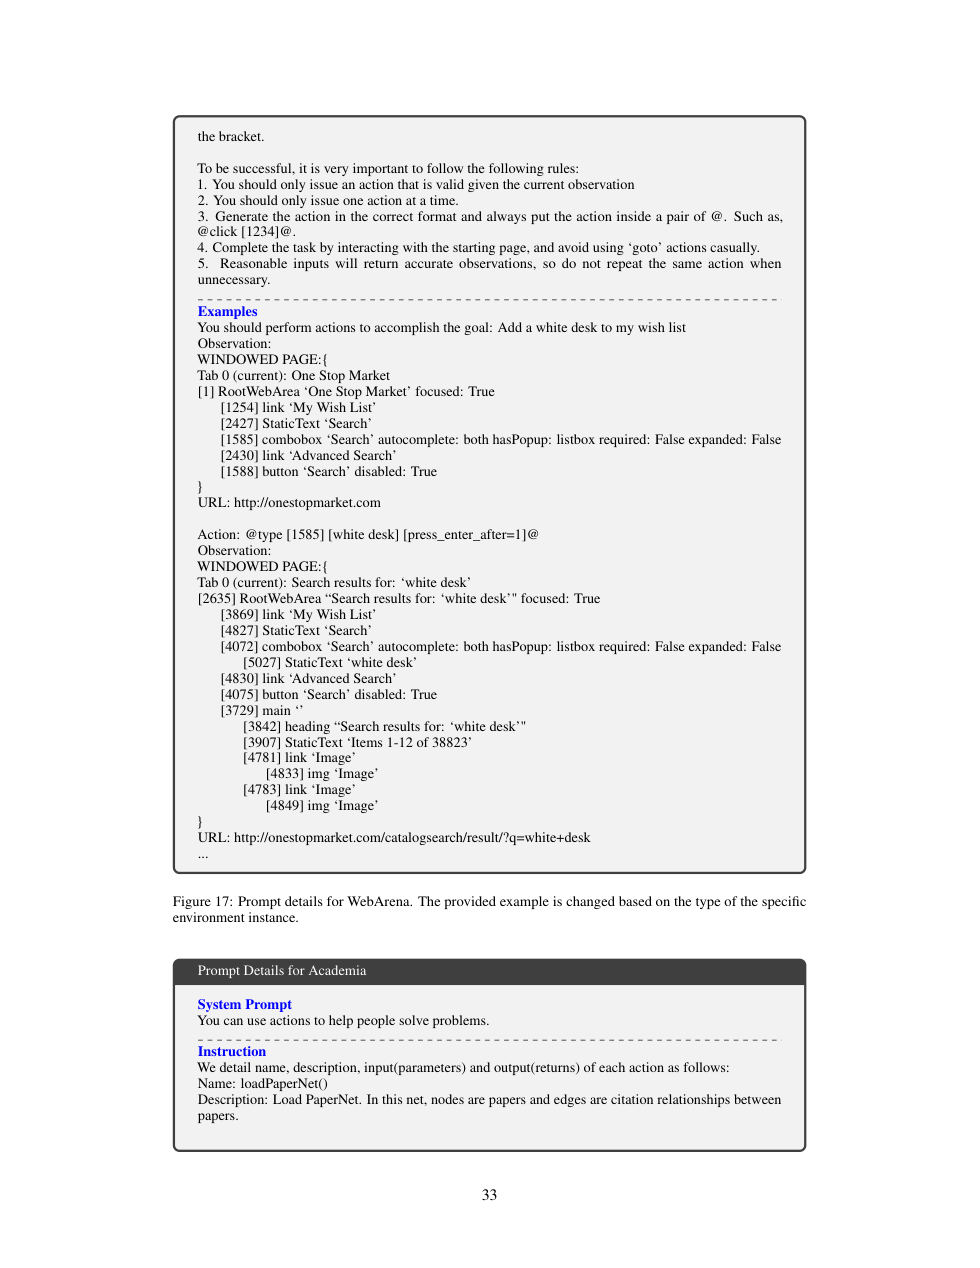 the bracket.
To be successful, it is very important to follow the following rules:
1. You should only issue an action that is valid given the current observation
2. You should only issue one action at a time.
3. Generate the action in the correct format and always put the action inside a pair of @. Such as,
@click [1234]@.
4. Complete the task by interacting with the starting page, and avoid using ‘goto’ actions casually.
5. Reasonable inputs will return accurate observations, so do not repeat the same action when
unnecessary.
Examples
You should perform actions to accomplish the goal: Add a white desk to my wish list
Observation:
WINDOWED PAGE:{
Tab 0 (current): One Stop Market
[1] RootWebArea ‘One Stop Market’ focused: True
[1254] link ‘My Wish List’
[2427] StaticText ‘Search’
[1585] combobox ‘Search’ autocomplete: both hasPopup: listbox required: False expanded: False
[2430] link ‘Advanced Search’
[1588] button ‘Search’ disabled: True
}
URL: http://onestopmarket.com
Action: @type [1585] [white desk] [press_enter_after=1]@
Observation:
WINDOWED PAGE:{
Tab 0 (current): Search results for: ‘white desk’
[2635] RootWebArea “Search results for: ‘white desk’" focused: True
[3869] link ‘My Wish List’
[4827] StaticText ‘Search’
[4072] combobox ‘Search’ autocomplete: both hasPopup: listbox required: False expanded: False
[5027] StaticText ‘white desk’
[4830] link ‘Advanced Search’
[4075] button ‘Search’ disabled: True
[3729] main ‘’
[3842] heading “Search results for: ‘white desk’"
[3907] StaticText ‘Items 1-12 of 38823’
[4781] link ‘Image’
[4833] img ‘Image’
[4783] link ‘Image’
[4849] img ‘Image’
}
URL: http://onestopmarket.com/catalogsearch/result/?q=white+desk
...
Figure 17: Prompt details for WebArena. The provided example is changed based on the type of the specific
environment instance.
Prompt Details for Academia
System Prompt
You can use actions to help people solve problems.
Instruction
We detail name, description, input(parameters) and output(returns) of each action as follows:
Name: loadPaperNet()
Description: Load PaperNet. In this net, nodes are papers and edges are citation relationships between
papers.
33